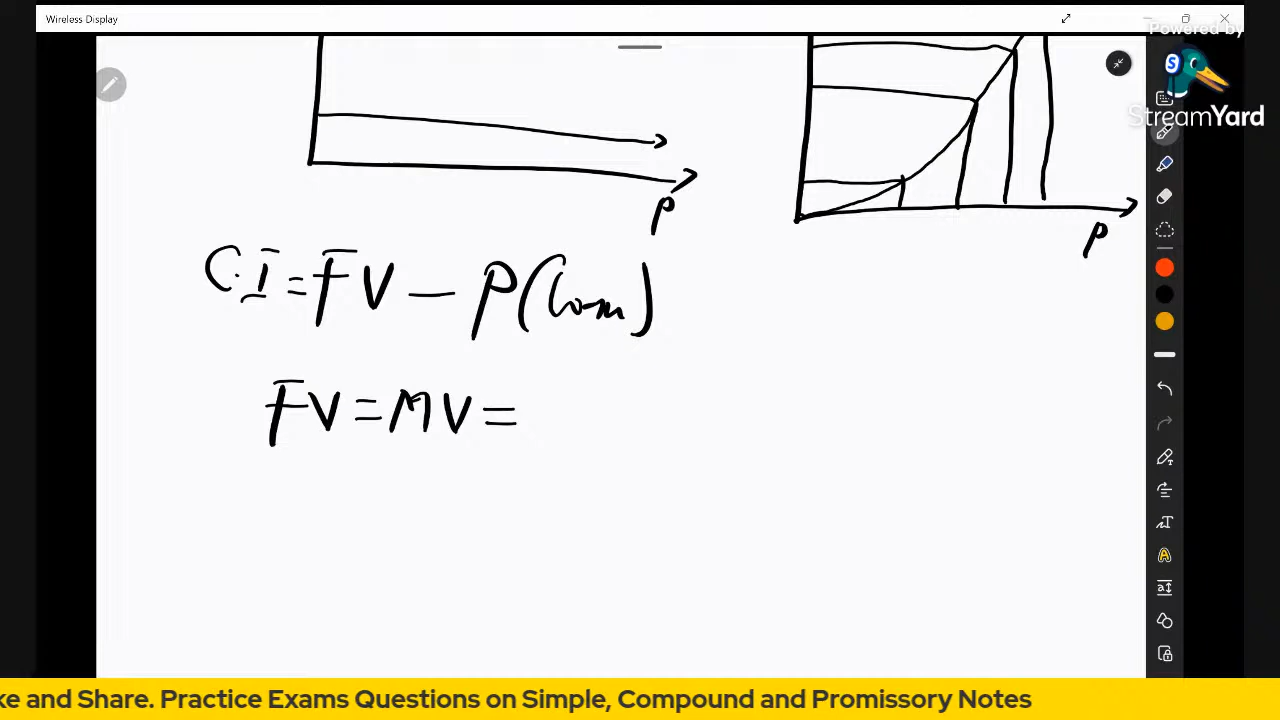 Wireless Display
Powered by
StreamYard
P
P
C.I = FV - P(Com)
FV = MV =
ke and Share. Practice Exams Questions on Simple, Compound and Promissory Notes